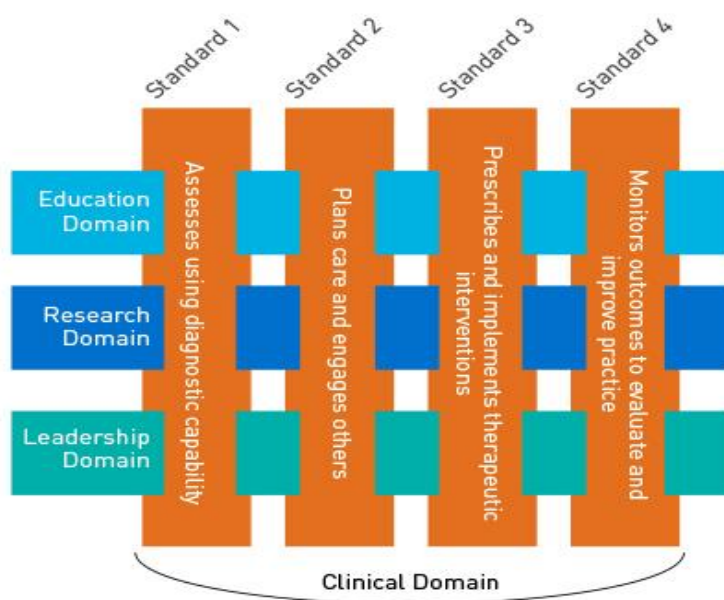 Standard 1
Standard 2
Standard 3
Standard 4
Education
Domain
Research
Domain
Leadership
Domain
Assesses using diagnostic capability
Plans care and engages others
Prescribes and implements therapeutic
interventions
Monitors outcomes to evaluate and
improve practice
Clinical Domain